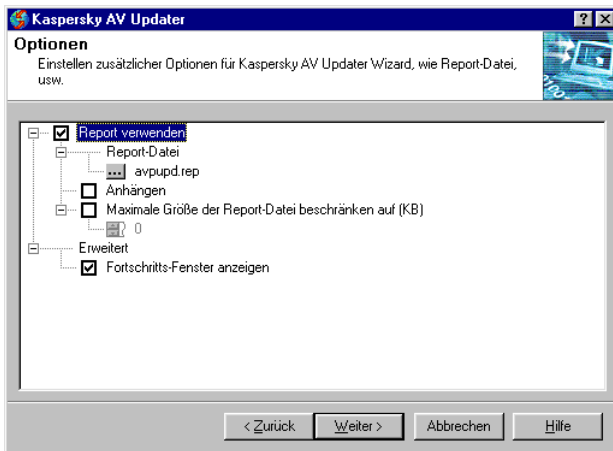 Kaspersky AV Updater
Optionen
Einstellen zusätzlicher Optionen für Kaspersky AV Updater Wizard, wie Report-Datei,
usw.
Report verwenden
Report-Datei
... avpupd.rep
Anhängen
Maximale Größe der Report-Datei beschränken auf (KB)
0
Erweitert
Fortschritts-Fenster anzeigen
< Zurück Weiter > Abbrechen Hilfe